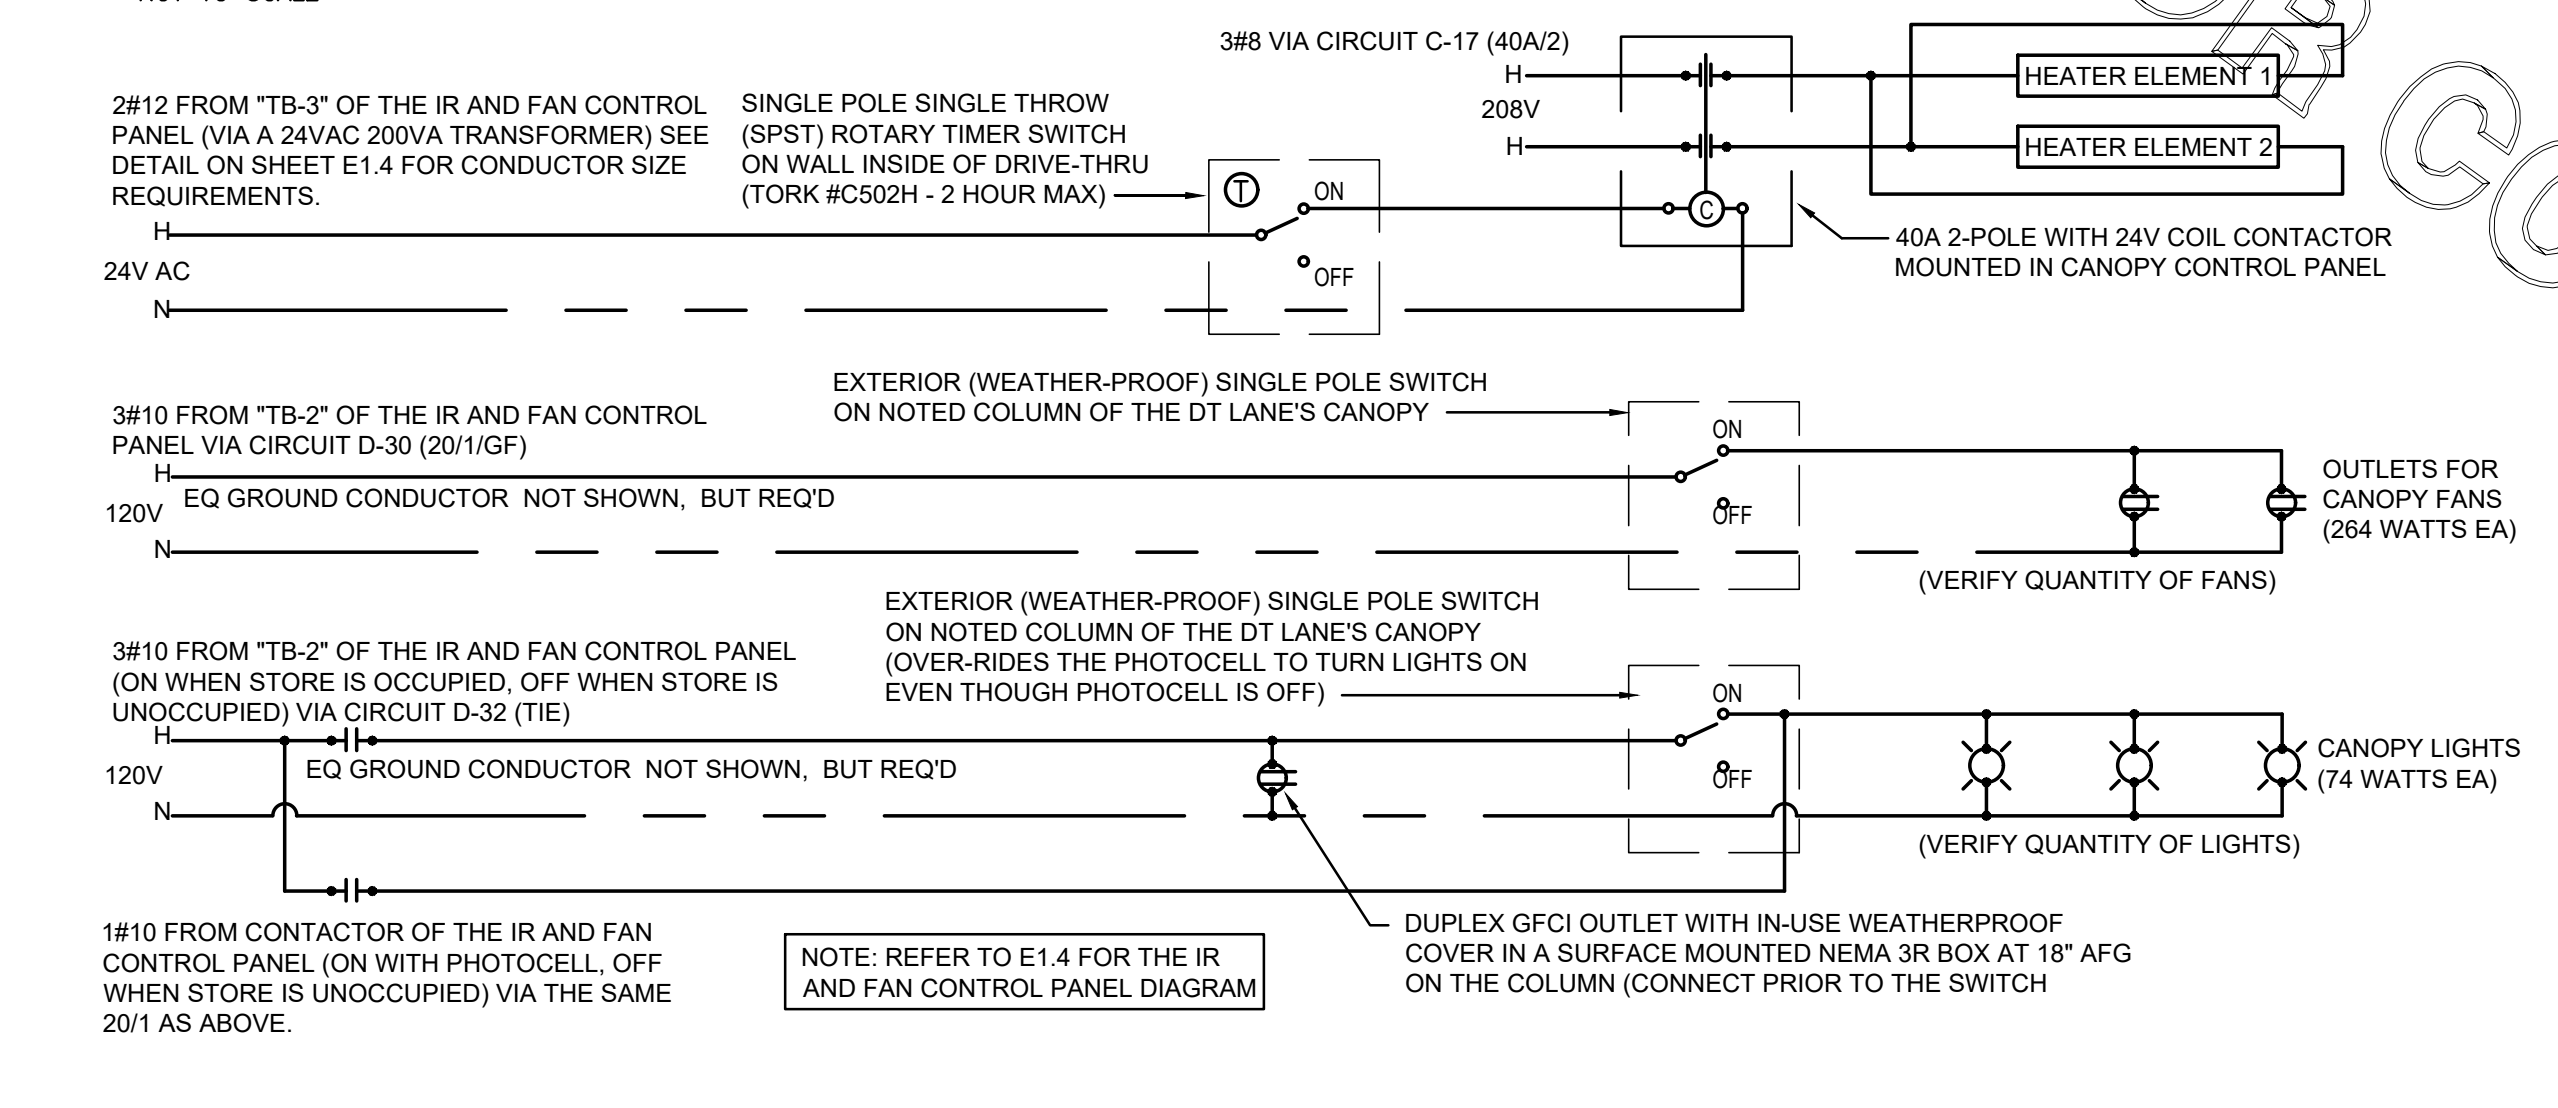 3#8 VIA CIRCUIT C-17 (40A/2)
H
208V
H
HEATER ELEMENT 1
HEATER ELEMENT 2
2#12 FROM "TB-3" OF THE IR AND FAN CONTROL
PANEL (VIA A 24VAC 200VA TRANSFORMER) SEE
DETAIL ON SHEET E1.4 FOR CONDUCTOR SIZE
REQUIREMENTS.
SINGLE POLE SINGLE THROW
(SPST) ROTARY TIMER SWITCH
ON WALL INSIDE OF DRIVE-THRU
(TORK #C502H - 2 HOUR MAX)
T
ON
OFF
C
H
24V AC
N
40A 2-POLE WITH 24V COIL CONTACTOR
MOUNTED IN CANOPY CONTROL PANEL
EXTERIOR (WEATHER-PROOF) SINGLE POLE SWITCH
ON NOTED COLUMN OF THE DT LANE'S CANOPY
3#10 FROM "TB-2" OF THE IR AND FAN CONTROL
PANEL VIA CIRCUIT D-30 (20/1/GF)
H
EQ GROUND CONDUCTOR NOT SHOWN, BUT REQ'D
120V
N
ON
OFF
OUTLETS FOR
CANOPY FANS
(264 WATTS EA)
(VERIFY QUANTITY OF FANS)
EXTERIOR (WEATHER-PROOF) SINGLE POLE SWITCH
ON NOTED COLUMN OF THE DT LANE'S CANOPY
(OVER-RIDES THE PHOTOCELL TO TURN LIGHTS ON
EVEN THOUGH PHOTOCELL IS OFF)
3#10 FROM "TB-2" OF THE IR AND FAN CONTROL PANEL
(ON WHEN STORE IS OCCUPIED, OFF WHEN STORE IS
UNOCCUPIED) VIA CIRCUIT D-32 (TIE)
H
120V
EQ GROUND CONDUCTOR NOT SHOWN, BUT REQ'D
N
ON
OFF
CANOPY LIGHTS
(74 WATTS EA)
(VERIFY QUANTITY OF LIGHTS)
1#10 FROM CONTACTOR OF THE IR AND FAN
CONTROL PANEL (ON WITH PHOTOCELL, OFF
WHEN STORE IS UNOCCUPIED) VIA THE SAME
20/1 AS ABOVE.
NOTE: REFER TO E1.4 FOR THE IR
AND FAN CONTROL PANEL DIAGRAM
DUPLEX GFCI OUTLET WITH IN-USE WEATHERPROOF
COVER IN A SURFACE MOUNTED NEMA 3R BOX AT 18" AFG
ON THE COLUMN (CONNECT PRIOR TO THE SWITCH